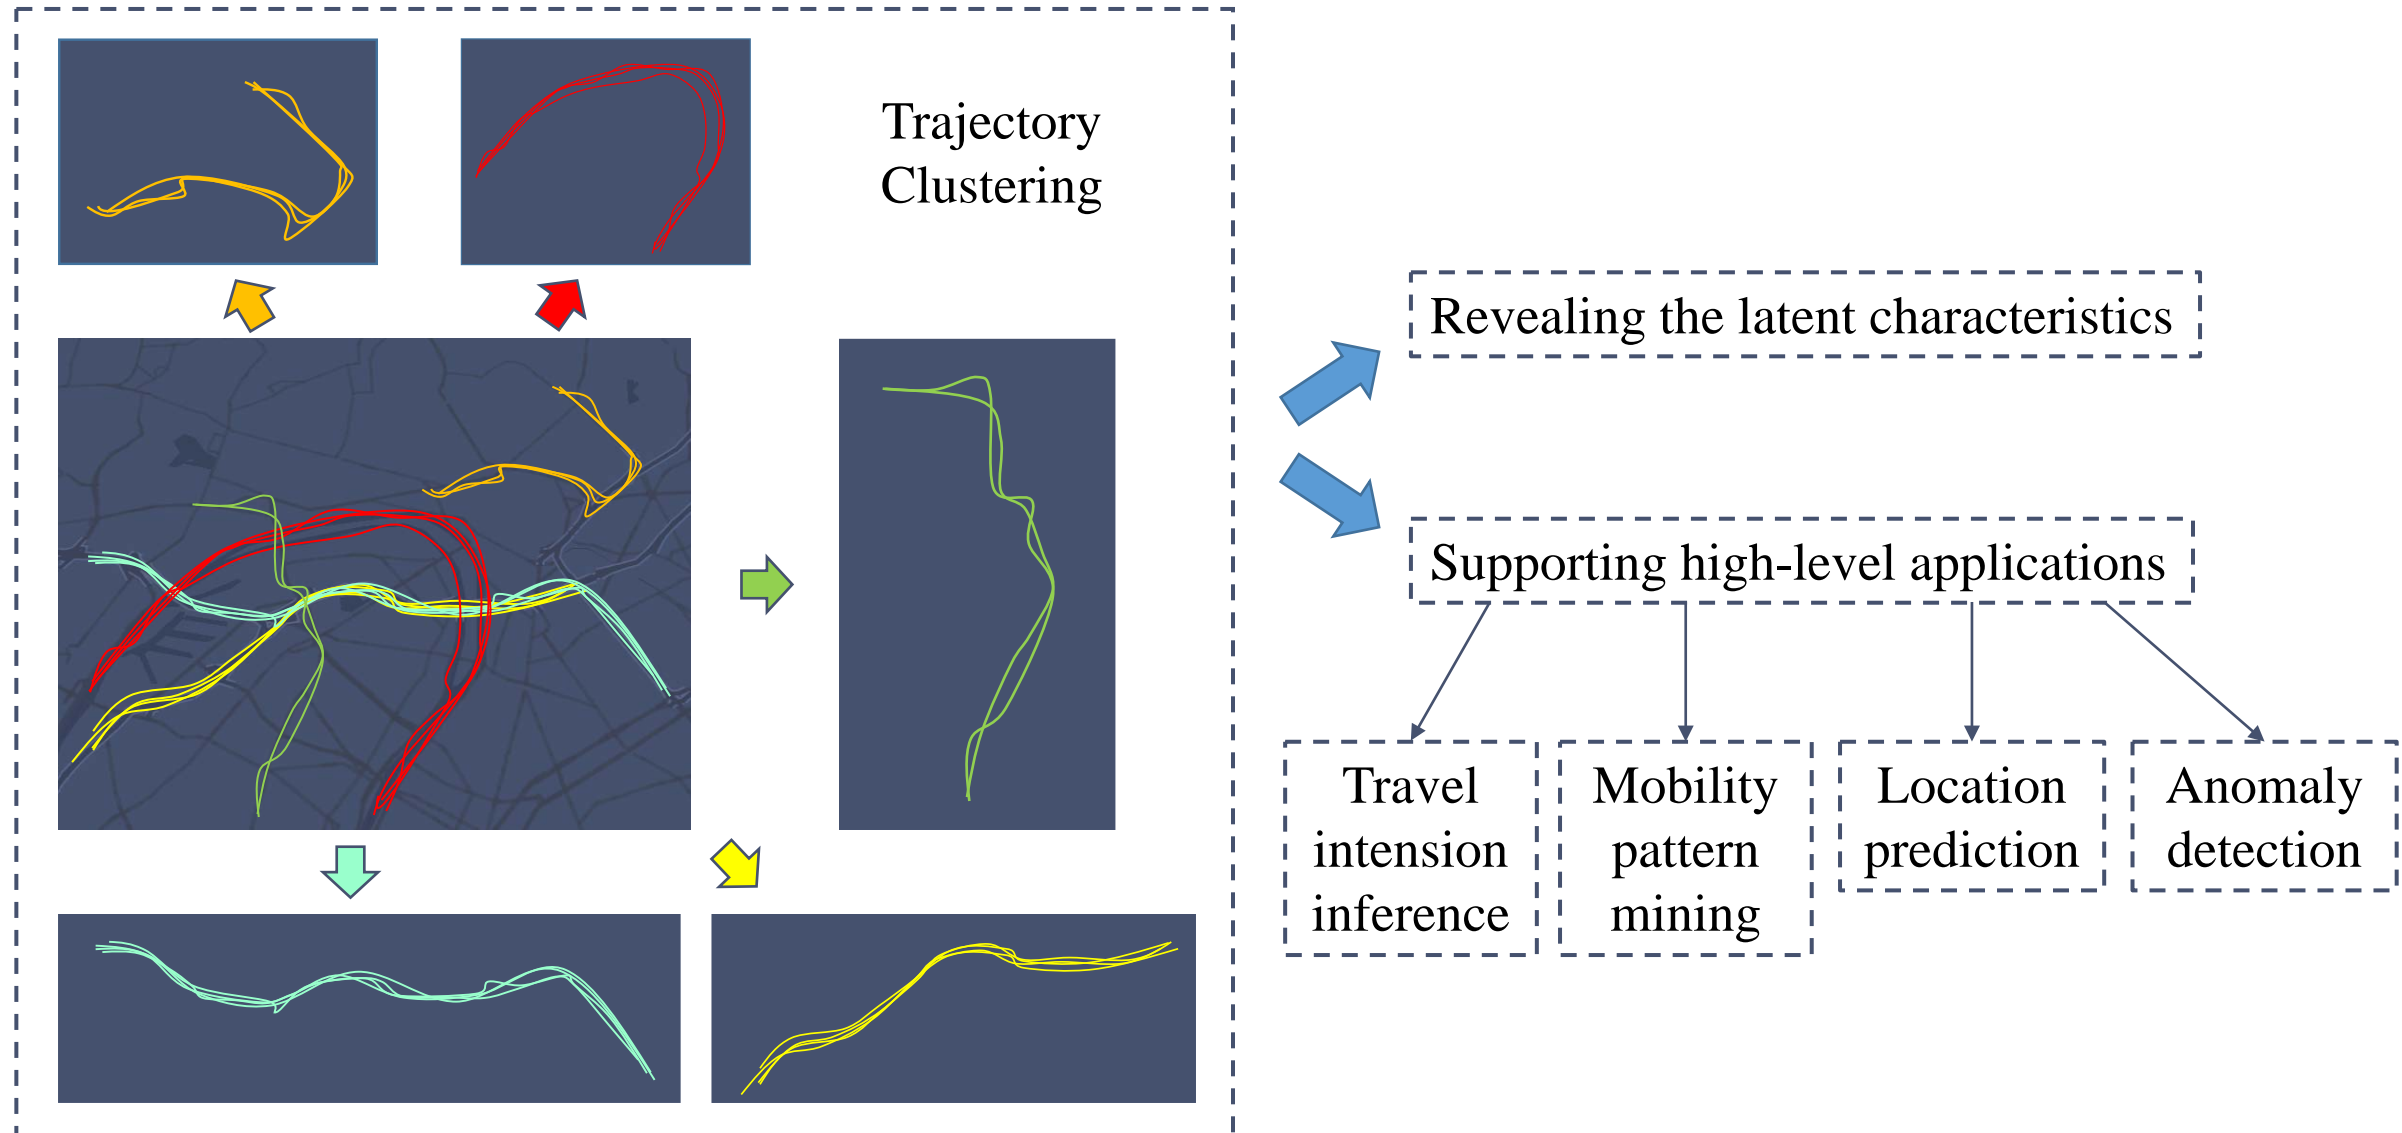 Trajectory
Clustering
Revealing the latent characteristics
Supporting high-level applications
Travel
intension
inference
Mobility
pattern
mining
Location
prediction
Anomaly
detection